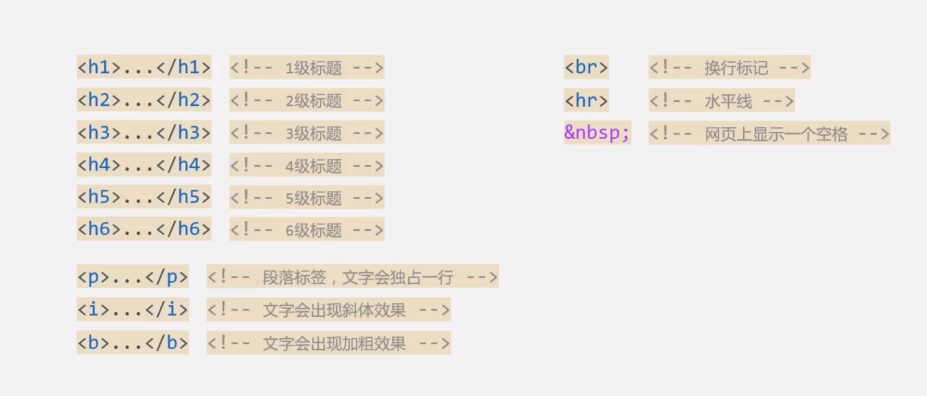 <h1>...</h1> <!-- 1级标题 -->
<h2>...</h2> <!-- 2级标题 -->
<h3>...</h3> <!-- 3级标题 -->
<h4>...</h4> <!-- 4级标题 -->
<h5>...</h5> <!-- 5级标题 -->
<h6>...</h6> <!-- 6级标题 -->
<p>...</p> <!-- 段落标签，文字会独占一行 -->
<i>...</i> <!-- 文字会出现斜体效果 -->
<b>...</b> <!-- 文字会出现加粗效果 -->
<br> <!-- 换行标记 -->
<hr> <!-- 水平线 -->
&nbsp; <!-- 网页上显示一个空格 -->